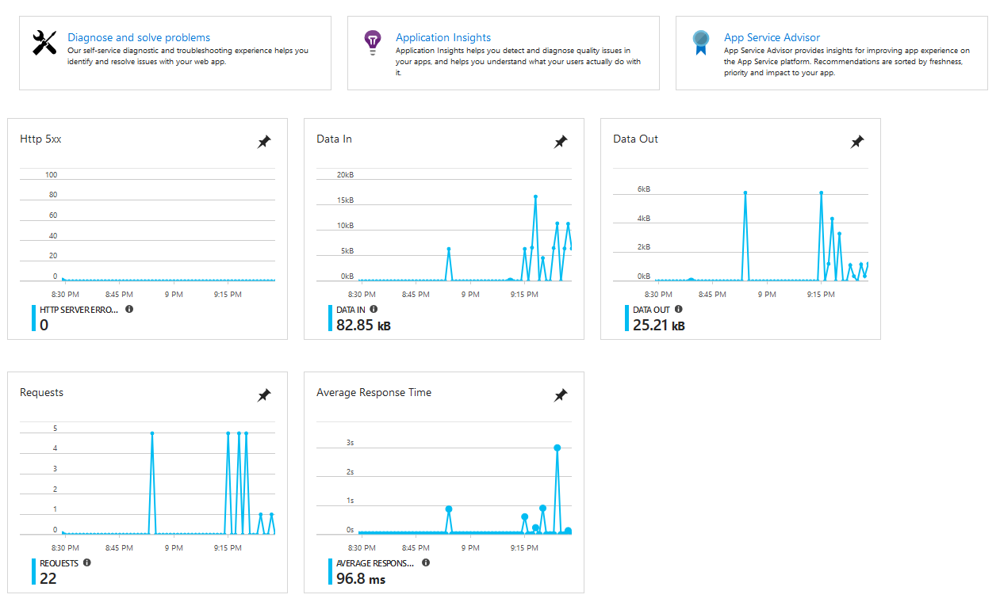 Diagnose and solve problems
Our self-service diagnostic and troubleshooting experience helps you
identify and resolve issues with your web app.
Application Insights
Application Insights helps you detect and diagnose quality issues in
your apps, and helps you understand what your users actually do with
it.
App Service Advisor
App Service Advisor provides insights for improving app experience on
the App Service platform. Recommendations are sorted by freshness,
priority and impact to your app.
Http 5xx
100
80
60
40
20
0
8:30 PM 8:45 PM 9 PM 9:15 PM
HTTP SERVER ERRO...
0
Data In
20kB
15kB
10kB
5kB
0kB
8:30 PM 8:45 PM 9 PM 9:15 PM
DATA IN
82.85 kB
Data Out
6kB
4kB
2kB
0kB
8:30 PM 8:45 PM 9 PM 9:15 PM
DATA OUT
25.21 kB
Requests
5
4
3
2
1
0
8:30 PM 8:45 PM 9 PM 9:15 PM
REQUESTS
22
Average Response Time
3s
2s
1s
0s
8:30 PM 8:45 PM 9 PM 9:15 PM
AVERAGE RESPONS...
96.8 ms